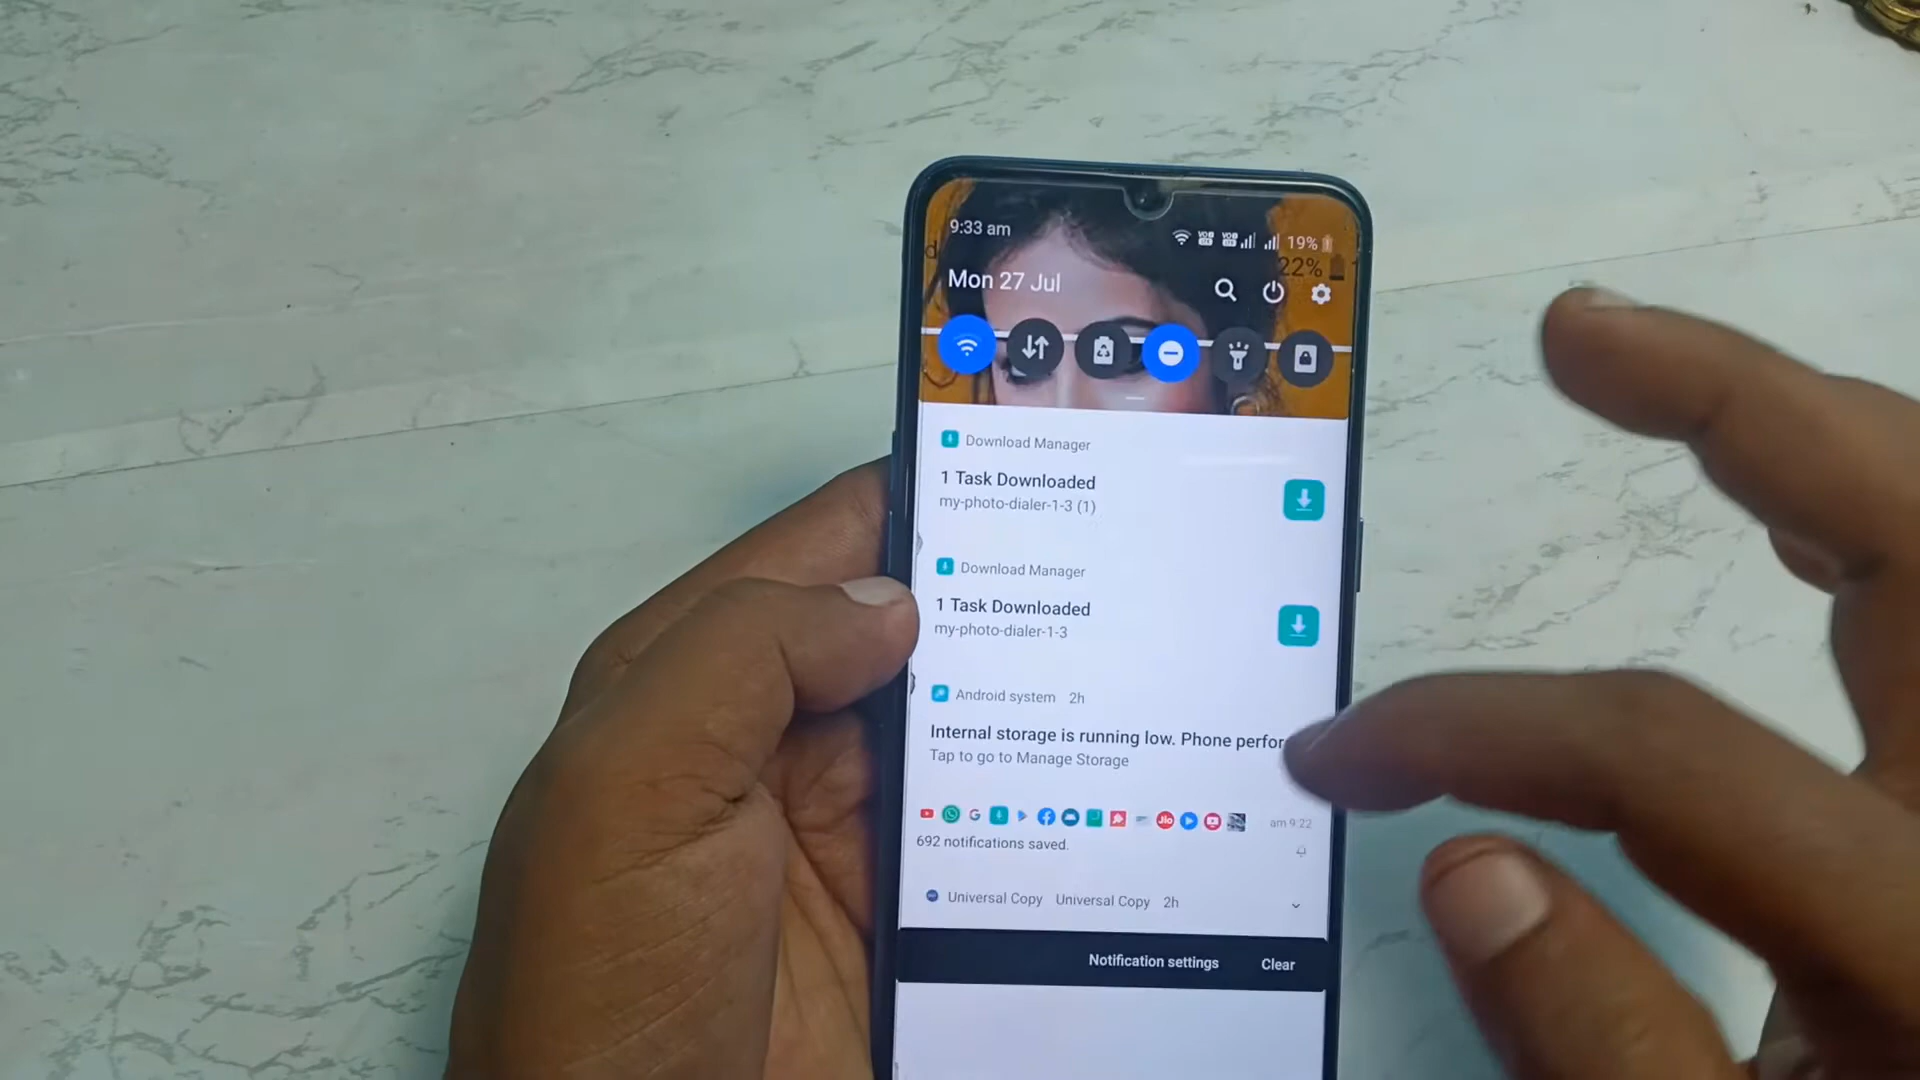 9:33 am
19%
22%
Mon 27 Jul
Download Manager
1 Task Downloaded
my-photo-dialer-1-3 (1)
Download Manager
1 Task Downloaded
my-photo-dialer-1-3
Android system 2h
Internal storage is running low. Phone perfor
Tap to go to Manage Storage
Jio
am 9:22
692 notifications saved.
Universal Copy Universal Copy 2h
Notification settings Clear